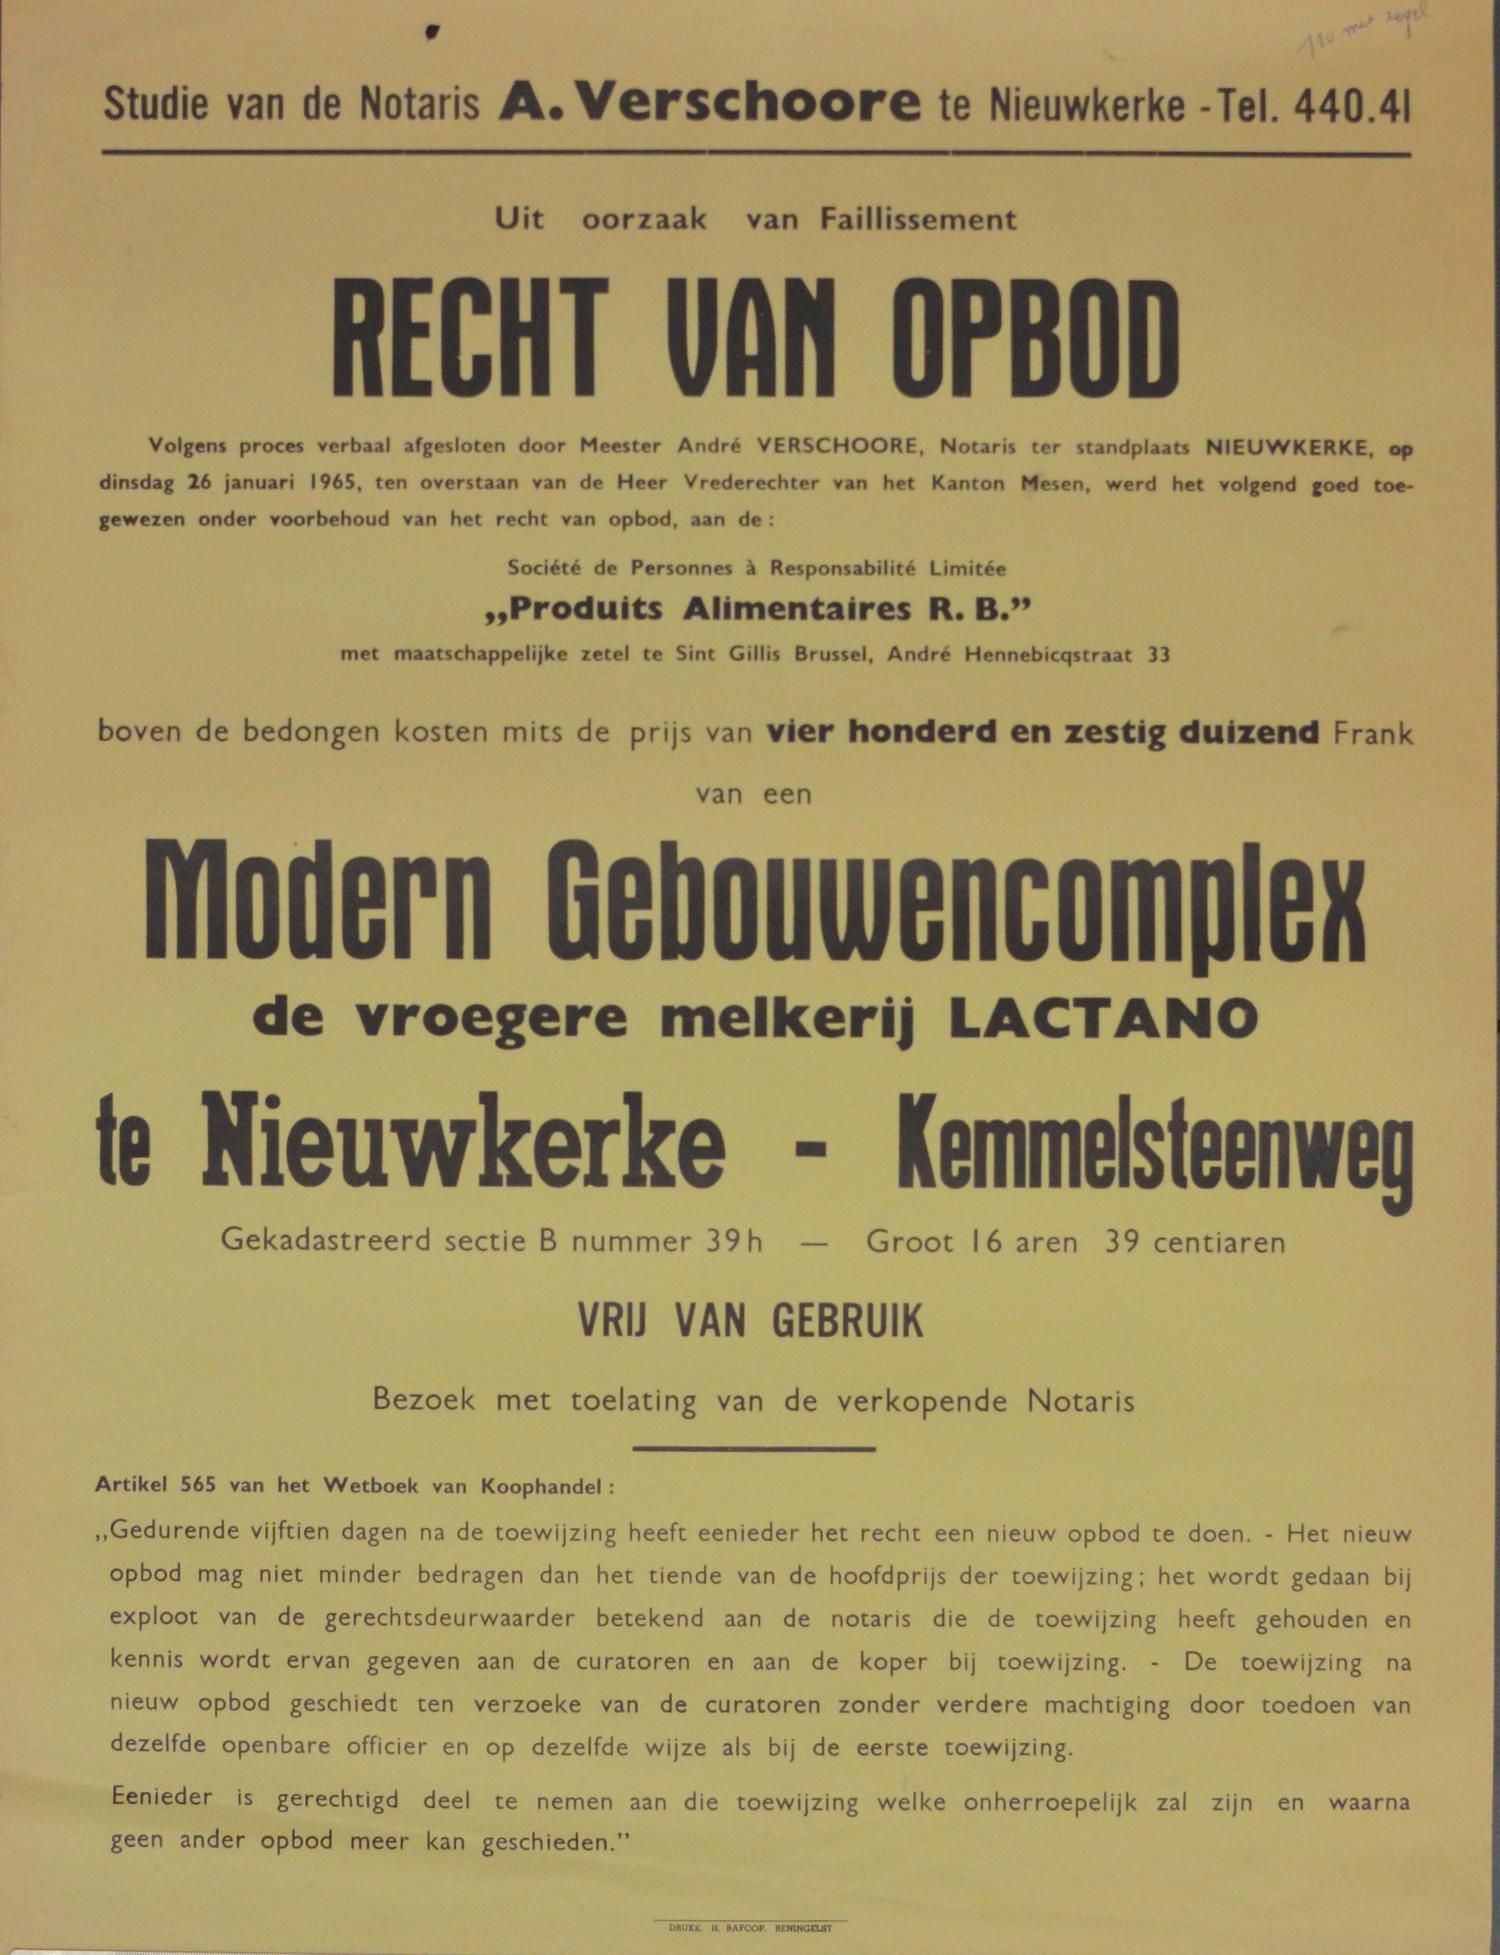 met zegel
Studie van de Notaris A. Verschoore te Nieuwkerke - Tel. 440.41
Uit oorzaak van Faillissement
RECHT VAN OPBOD
Volgens proces verbaal afgesloten door Meester André VERSCHOORE, Notaris ter standplaats NIEUWKERKE, op
dinsdag 26 januari 1965, ten overstaan van de Heer Vrederechter van het Kanton Mesen, werd het volgend goed toe-
gewezen onder voorbehoud van het recht van opbod, aan de :
Société de Personnes à Responsabilité Limitée
„Produits Alimentaires R. B.”
met maatschappelijke zetel te Sint Gillis Brussel, André Hennebicqstraat 33
boven de bedongen kosten mits de prijs van vier honderd en zestig duizend Frank
van een
Modern Gebouwencomplex
de vroegere melkerij LACTANO
te Nieuwkerke - Kemmelsteenweg
Gekadastreerd sectie B nummer 39h — Groot 16 aren 39 centiaren
VRIJ VAN GEBRUIK
Bezoek met toelating van de verkopende Notaris
Artikel 565 van het Wetboek van Koophandel :
„Gedurende vijftien dagen na de toewijzing heeft eenieder het recht een nieuw opbod te doen. - Het nieuw
opbod mag niet minder bedragen dan het tiende van de hoofdprijs der toewijzing; het wordt gedaan bij
exploot van de gerechtsdeurwaarder betekend aan de notaris die de toewijzing heeft gehouden en
kennis wordt ervan gegeven aan de curatoren en aan de koper bij toewijzing. - De toewijzing na
nieuw opbod geschiedt ten verzoeke van de curatoren zonder verdere machtiging door toedoen van
dezelfde openbare officier en op dezelfde wijze als bij de eerste toewijzing.
Eenieder is gerechtigd deel te nemen aan die toewijzing welke onherroepelijk zal zijn en waarna
geen ander opbod meer kan geschieden.”
DRUKK. H. BAFCOP. RENINGELST